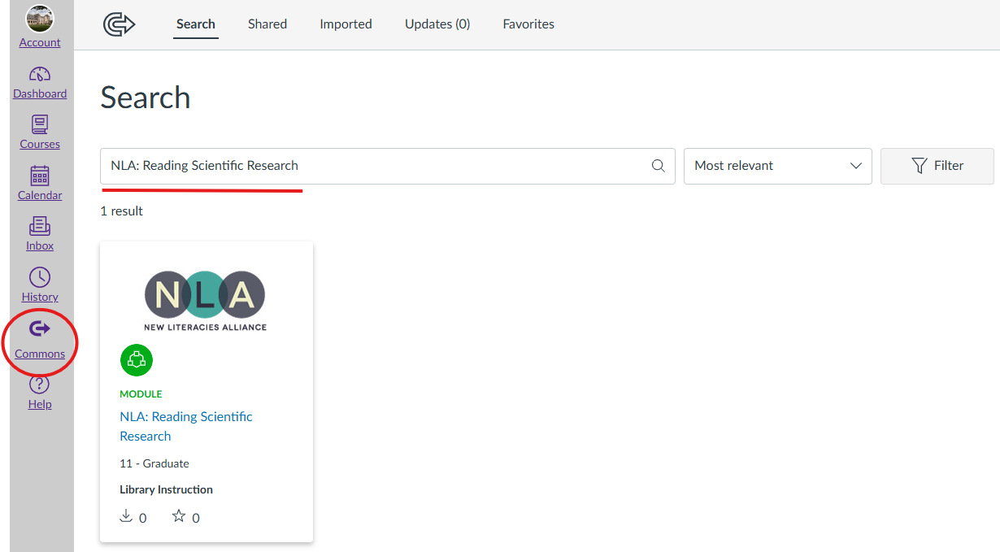 Account
Dashboard
Courses
Calendar
Inbox
History
Commons
Help
Search Shared Imported Updates (0) Favorites
Search
NLA: Reading Scientific Research
Most relevant
Filter
1 result
NLA
NEW LITERACIES ALLIANCE
MODULE
NLA: Reading Scientific
Research
11 - Graduate
Library Instruction
0 0